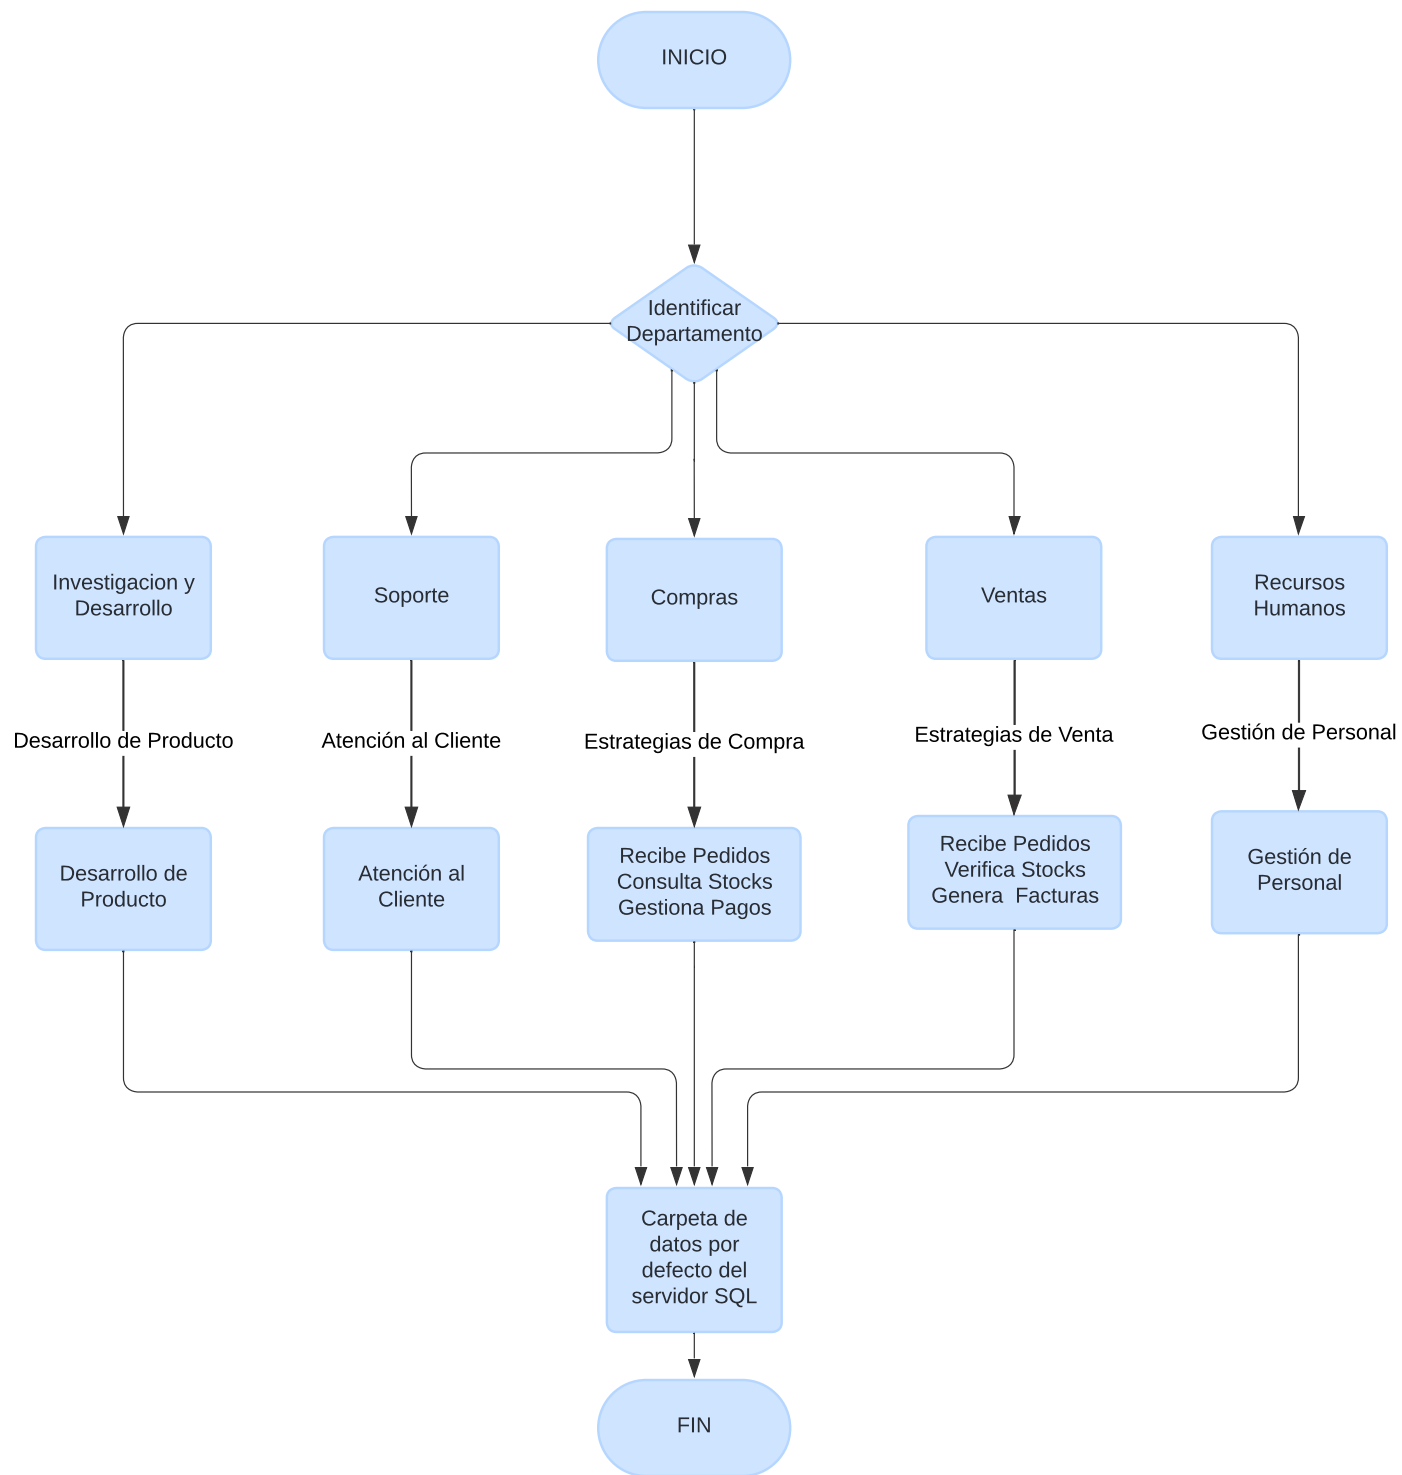 INICIO
Identificar
Departamento
Investigacion y
Desarrollo
Soporte
Compras
Ventas
Recursos
Humanos
Desarrollo de Producto
Atención al Cliente
Estrategias de Compra
Estrategias de Venta
Gestión de Personal
Desarrollo de
Producto
Atención al
Cliente
Recibe Pedidos
Consulta Stocks
Gestiona Pagos
Recibe Pedidos
Verifica Stocks
Genera  Facturas
Gestión de
Personal
Carpeta de
datos por
defecto del
servidor SQL
FIN